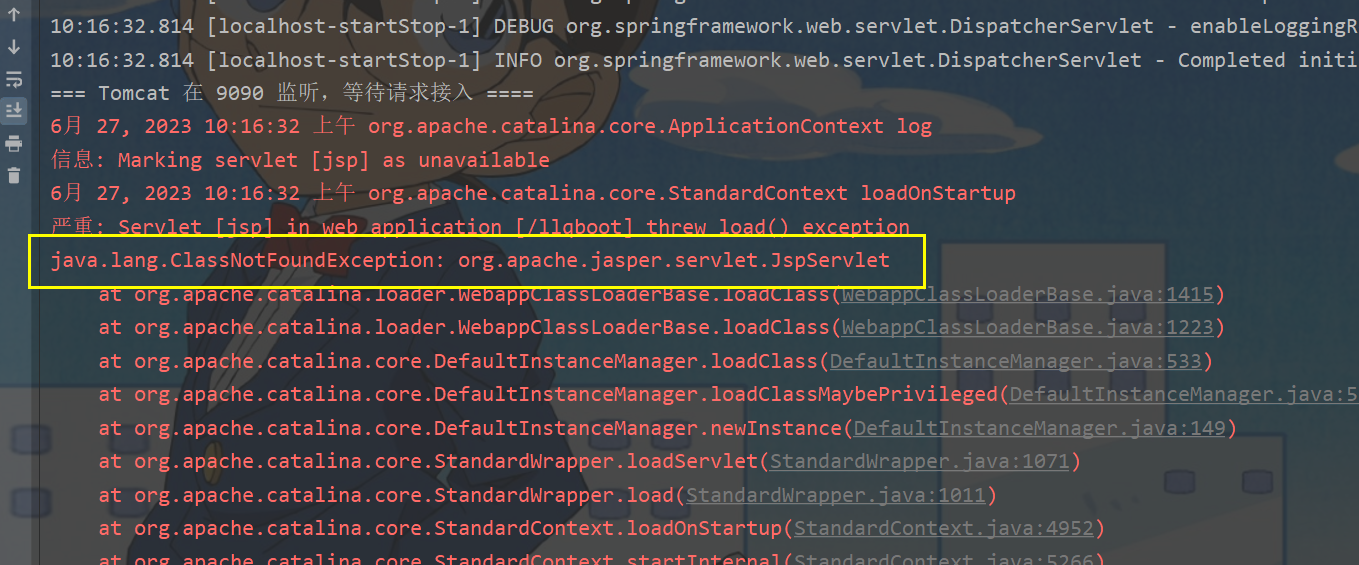 10:16:32.814 [localhost-startStop-1] DEBUG org.springframework.web.servlet.DispatcherServlet - enableLoggingR
10:16:32.814 [localhost-startStop-1] INFO org.springframework.web.servlet.DispatcherServlet - Completed initi
=== Tomcat 在 9090 监听，等待请求接入 ====
6月 27, 2023 10:16:32 上午 org.apache.catalina.core.ApplicationContext log
信息: Marking servlet [jsp] as unavailable
6月 27, 2023 10:16:32 上午 org.apache.catalina.core.StandardContext loadOnStartup
严重: Servlet [jsp] in web application [/llqboot] threw load() exception
java.lang.ClassNotFoundException: org.apache.jasper.servlet.JspServlet
at org.apache.catalina.loader.WebappClassLoaderBase.loadClass(WebappClassLoaderBase.java:1415)
at org.apache.catalina.loader.WebappClassLoaderBase.loadClass(WebappClassLoaderBase.java:1223)
at org.apache.catalina.core.DefaultInstanceManager.loadClass(DefaultInstanceManager.java:533)
at org.apache.catalina.core.DefaultInstanceManager.loadClassMaybePrivileged(DefaultInstanceManager.java:5
at org.apache.catalina.core.DefaultInstanceManager.newInstance(DefaultInstanceManager.java:149)
at org.apache.catalina.core.StandardWrapper.loadServlet(StandardWrapper.java:1071)
at org.apache.catalina.core.StandardWrapper.load(StandardWrapper.java:1011)
at org.apache.catalina.core.StandardContext.loadOnStartup(StandardContext.java:4952)
at org.apache.catalina.core.StandardContext.startInternal(StandardContext.java:5266)